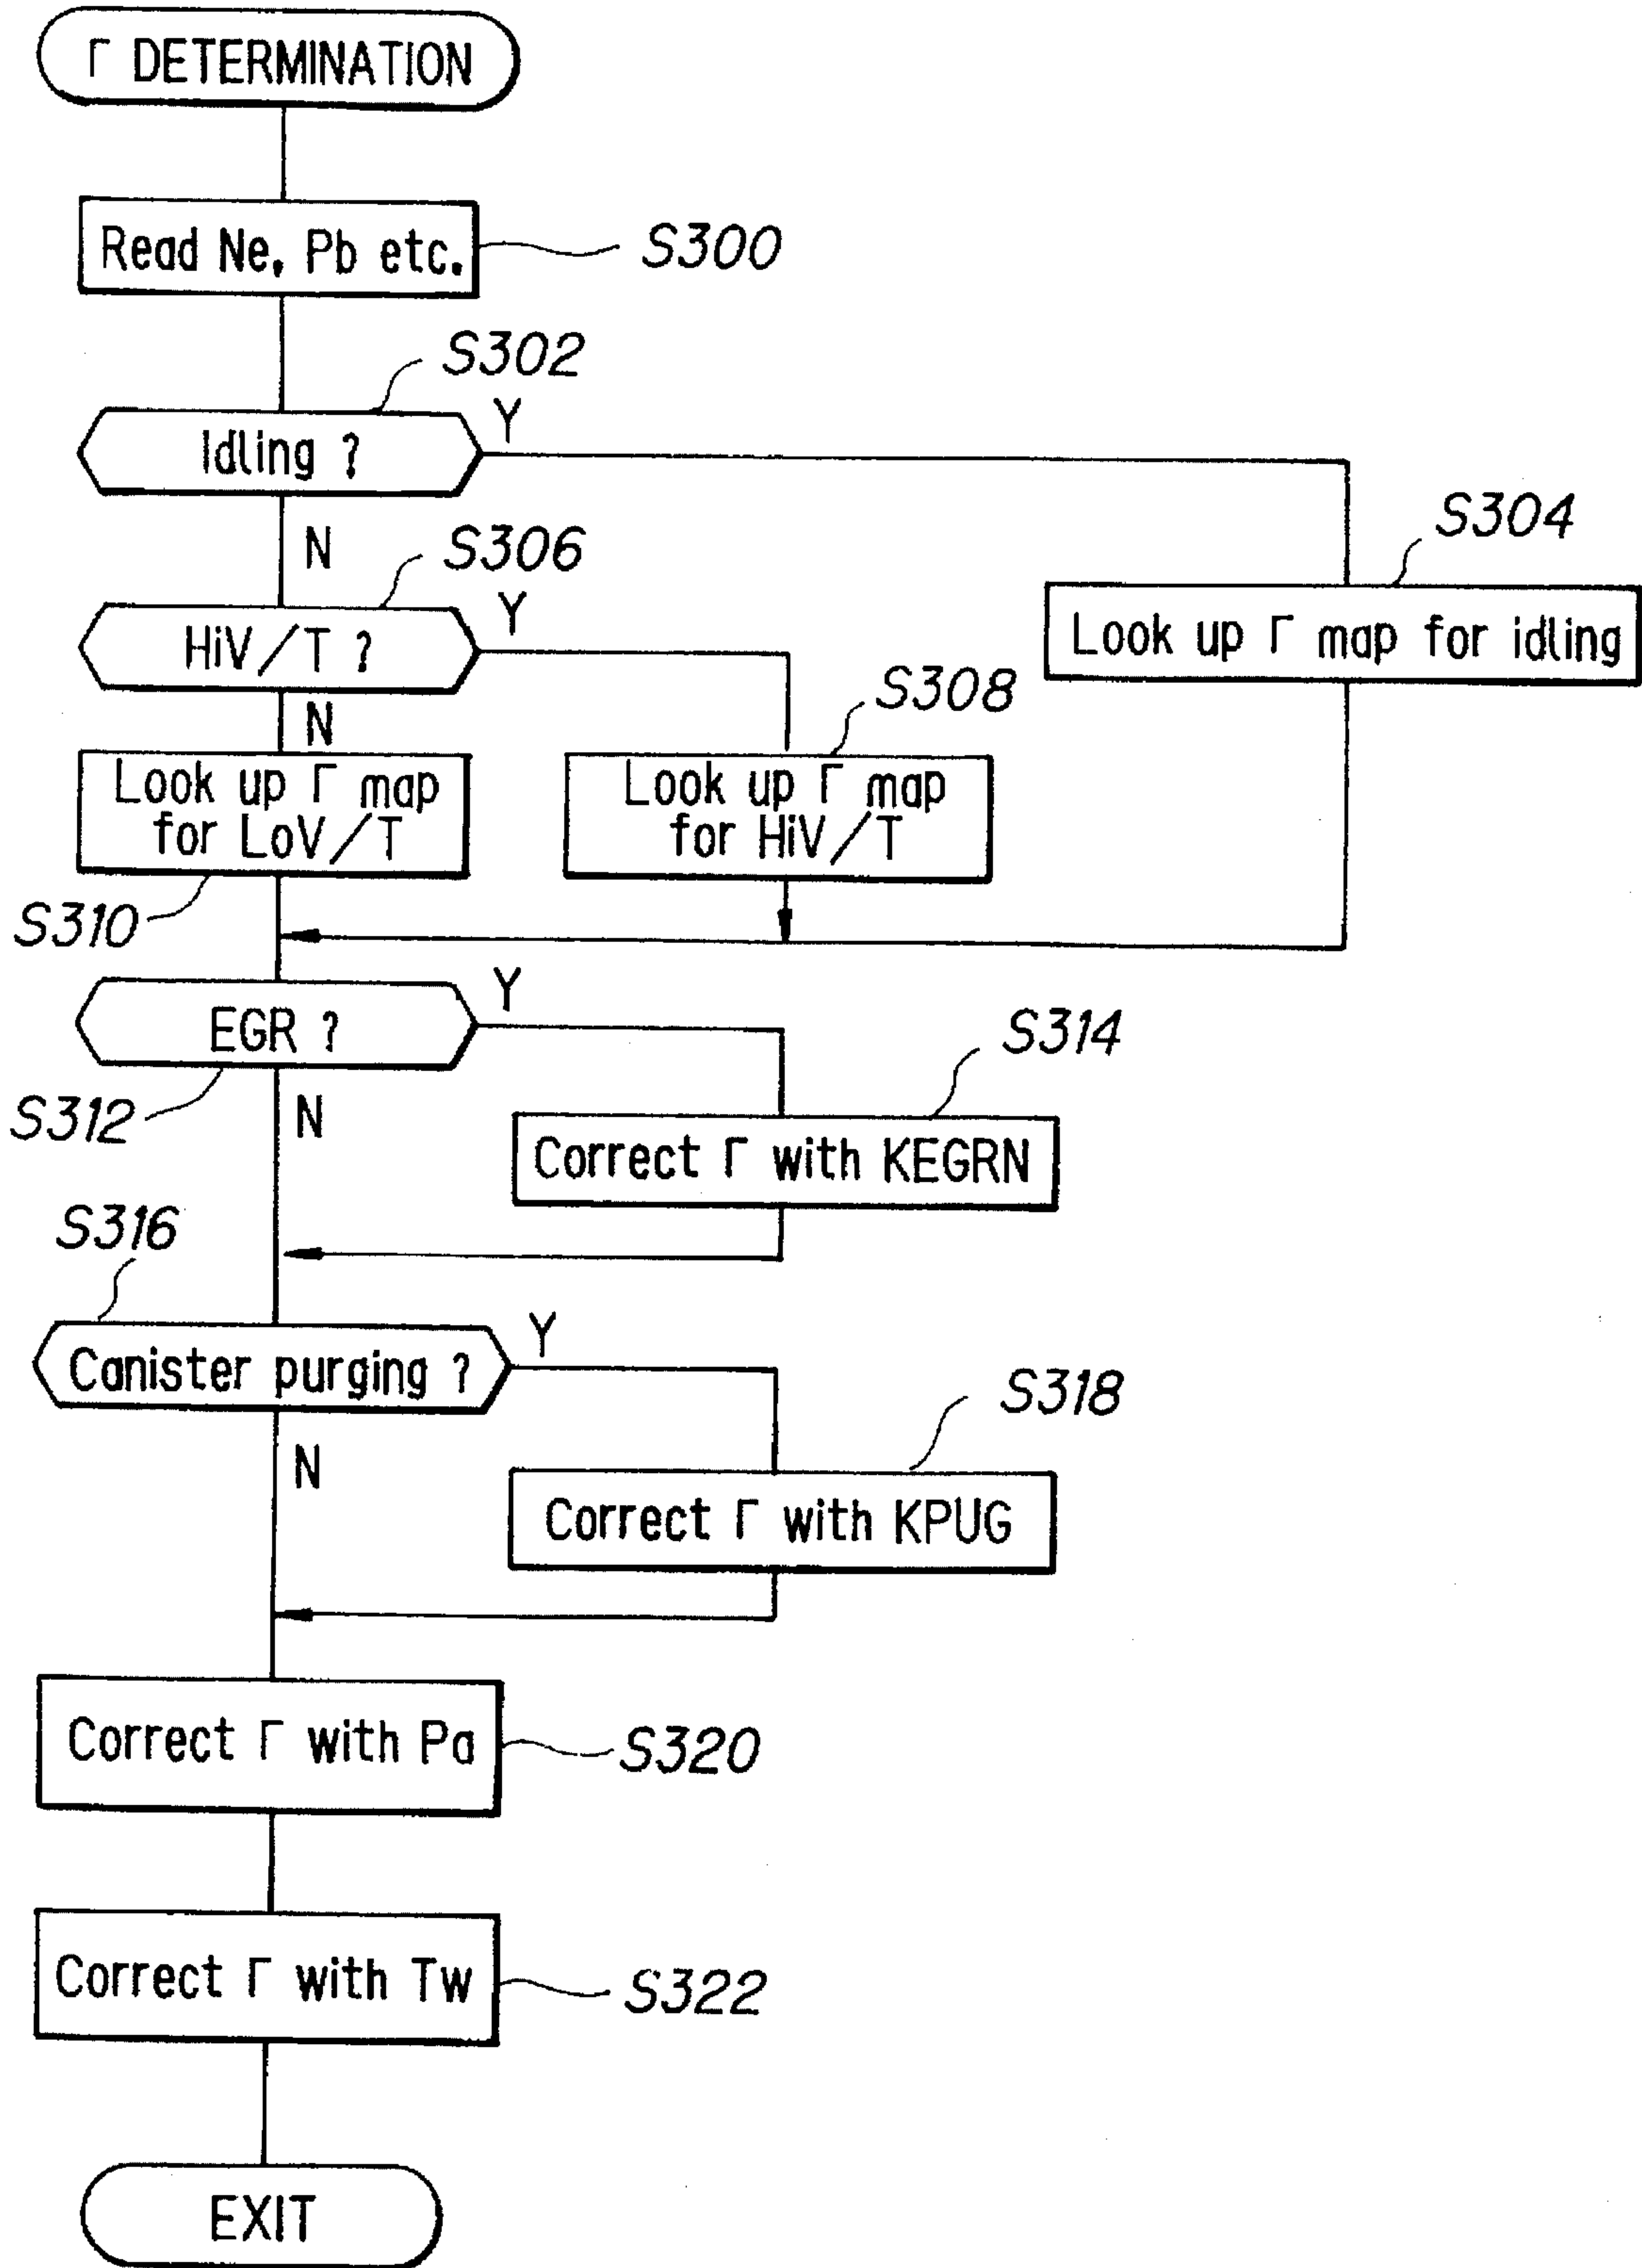 Γ DETERMINATION
Read Ne, Pb etc.
S300
S302
Idling ?
Y
N
S304
Look up Γ map for idling
S306
HiV/T ?
Y
N
S308
Look up Γ map
for HiV/T
Look up Γ map
for LoV/T
S310
EGR ?
Y
S312
N
S314
Correct Γ with KEGRN
S316
Canister purging ?
Y
N
S318
Correct Γ with KPUG
Correct Γ with Pa
S320
Correct Γ with Tw
S322
EXIT